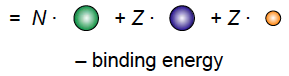 = N · + Z · + Z ·
– binding energy